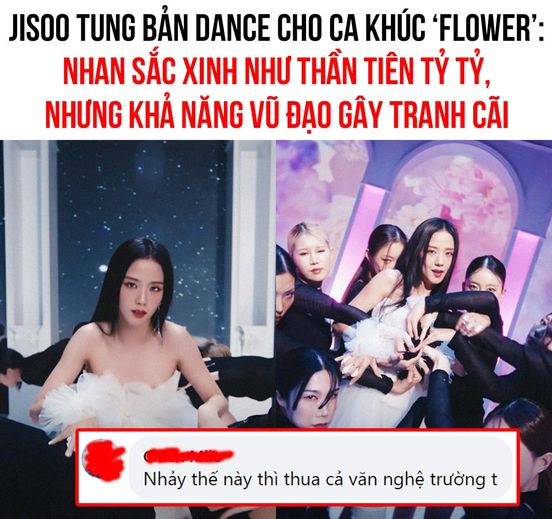 JISOO TUNG BẢN DANCE CHO CA KHÚC ‘FLOWER’:
NHAN SẮC XINH NHƯ THẦN TIÊN TỶ TỶ,
NHƯNG KHẢ NĂNG VŨ ĐẠO GÂY TRANH CÃI
Nhảy thế này thì thua cả văn nghệ trường t